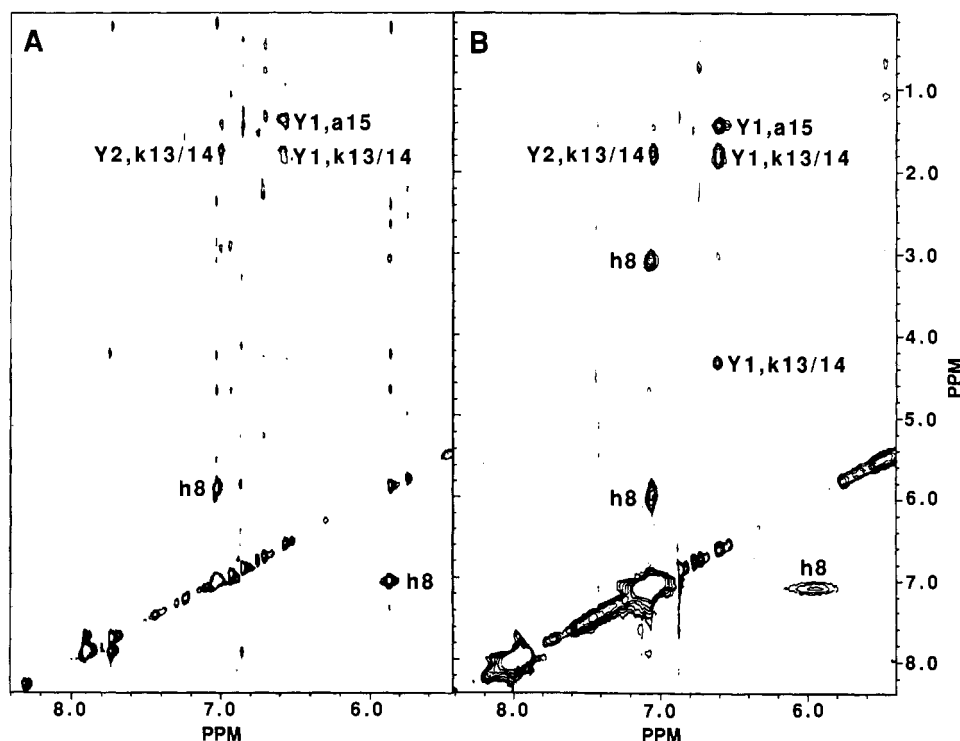 A
B
1.0
Y1,a15
Y1,a15
Y2,k13/14
Y1,k13/14
Y2,k13/14
Y1,k13/14
2.0
h8
3.0
4.0
Y1,k13/14
PPM
5.0
h8
h8
6.0
h8
h8
7.0
8.0
8.0
7.0
6.0
8.0
7.0
6.0
PPM
PPM